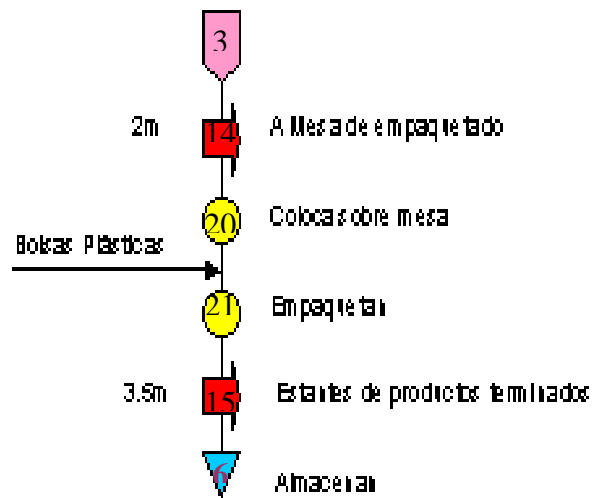 3
2m 14 A Mesa de empaquetado
20 Coloca sobre mesa
Bolsas Plásticas
21 Empaquetan
3.5m 15 Estantes de productos terminados
6 Almacenan